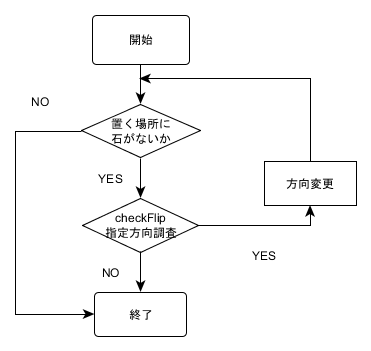 開始
NO
置く場所に
石がないか
YES
方向変更
checkFlip
指定方向調査
YES
NO
終了